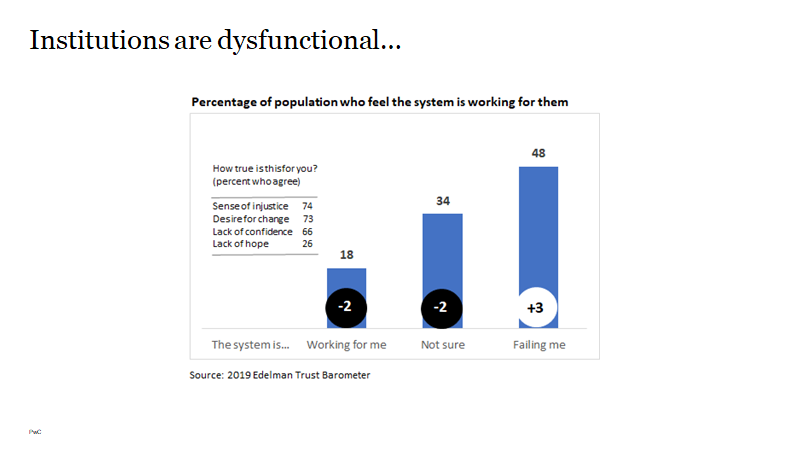 Institutions are dysfunctional...
Percentage of population who feel the system is working for them
How true is thisfor you?
(percent who agree)
Sense of injustice 74
Desire for change 73
Lack of confidence 66
Lack of hope 26
18
34
48
-2
-2
+3
The system is... Working for me Not sure Failing me
Source: 2019 Edelman Trust Barometer
PwC